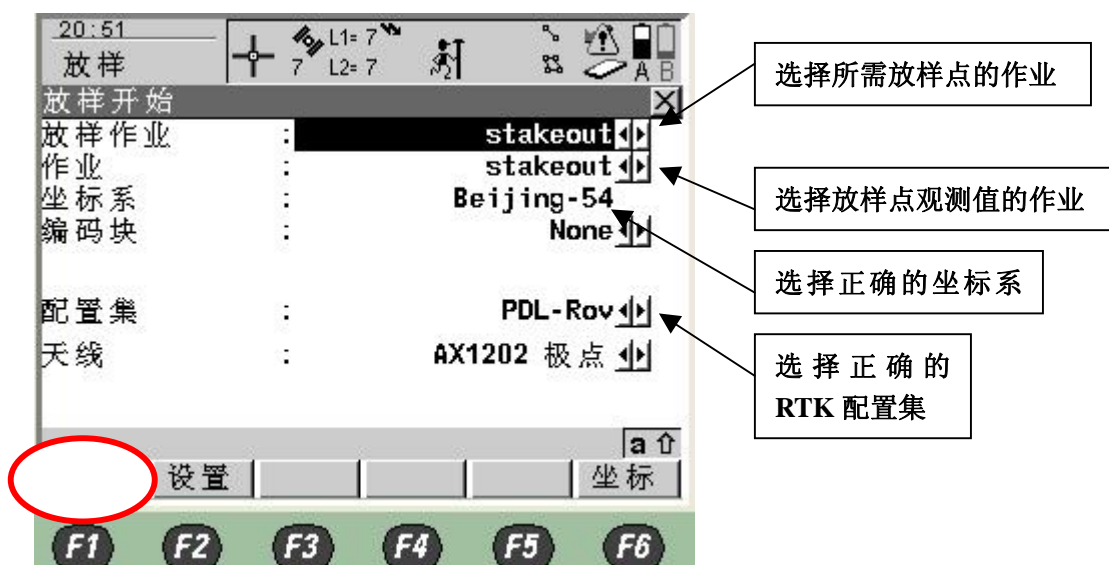 20:51
放样
7
L1= 7
L2= 7
A B
放样开始
放样作业 : stakeout
作业 : stakeout
坐标系 : Beijing-54
编码块 : None
配置集 : PDL-Rov
天线 : AX1202 极点
a
设置
坐标
F1 F2 F3 F4 F5 F6
选择所需放样点的作业
选择放样点观测值的作业
选择正确的坐标系
选择正确的
RTK 配置集